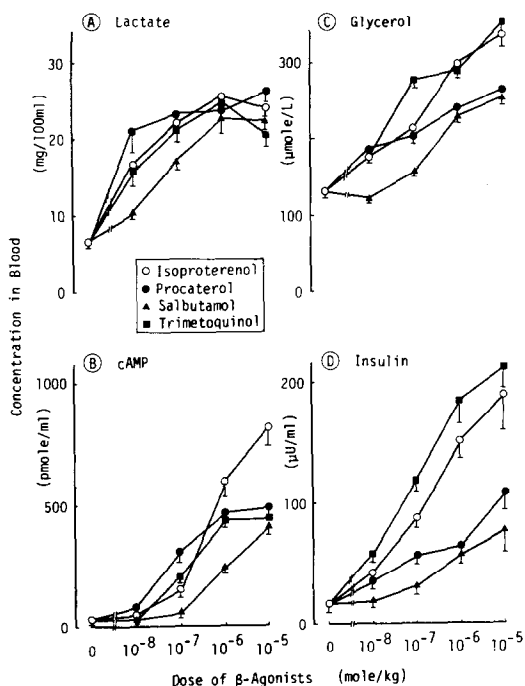 A Lactate
(mg/100ml)
30
20
10
0
C Glycerol
(μmole/L)
300
200
100
0
Isoproterenol
Procaterol
Salbutamol
Trimetoquinol
Concentration in Blood
B cAMP
(pmole/ml)
1000
500
0
0 10-8 10-7 10-6 10-5
D Insulin
(μU/ml)
200
100
0
0 10-8 10-7 10-6 10-5
Dose of β-Agonists (mole/kg)